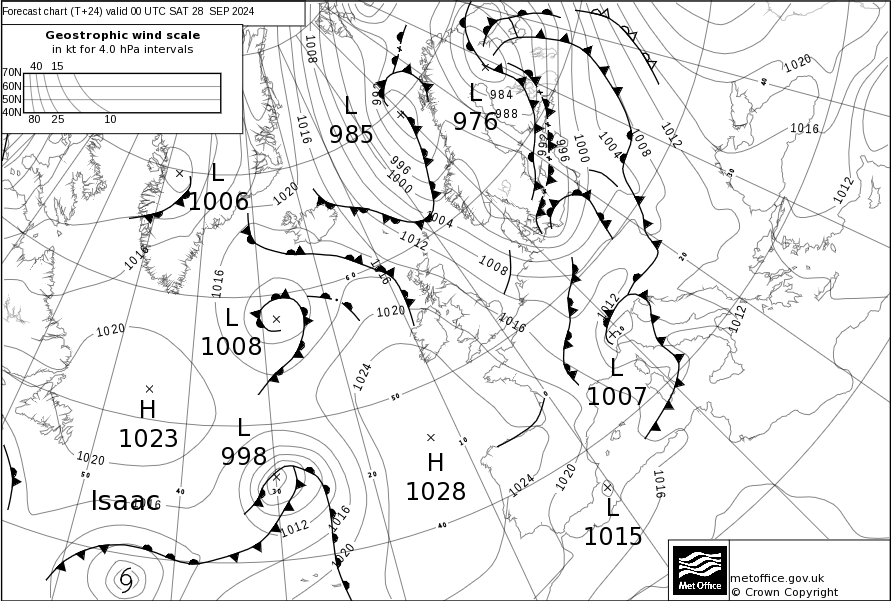 Forecast chart (T+24) valid 00 UTC SAT 28 SEP 2024
Geostrophic wind scale
in kt for 4.0 hPa intervals
40 15
70N
60N
50N
40N
80 25 10
1008
1016
992
L
985
L
976
984
988
996
996
1000
1004
1008
1012
1020
40
1016
30
1012
L
1006
1020
996
1000
1004
1012
1016
1016
1016
60
1008
20
1020
L
1008
1020
1016
1012
10
1012
1024
L
1007
H
1023
50
0
L
998
10
H
1028
1020
50
40
30
20
1024
1020
1016
Isaac
1016
1012
1016
40
L
1015
1020
Met Office
metoffice.gov.uk
© Crown Copyright